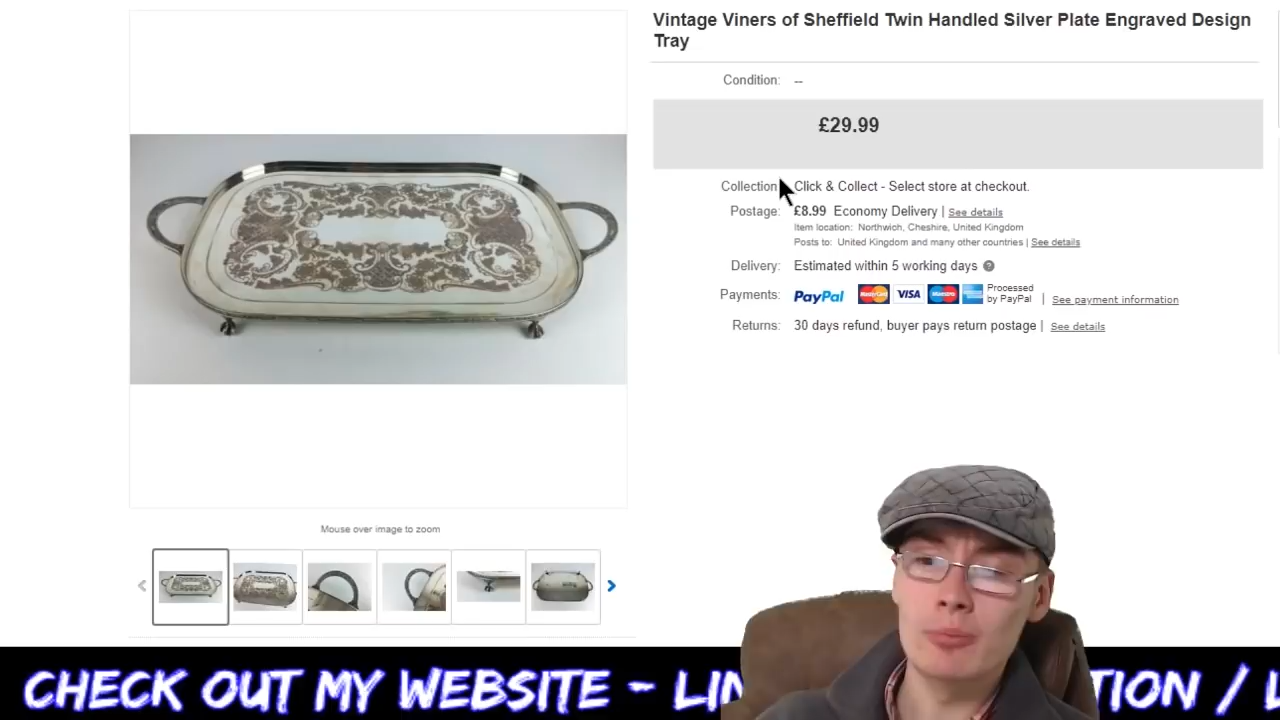 Vintage Viners of Sheffield Twin Handled Silver Plate Engraved Design
Tray
Condition: --
£29.99
Collection: Click & Collect - Select store at checkout.
Postage: £8.99 Economy Delivery | See details
Item location: Northwich, Cheshire, United Kingdom
Posts to: United Kingdom and many other countries | See details
Delivery: Estimated within 5 working days ?
Payments: PayPal MasterCard VISA Maestro Processed
by PayPal | See payment information
Returns: 30 days refund, buyer pays return postage | See details
Mouse over image to zoom
CHECK OUT MY WEBSITE - LIN TION /